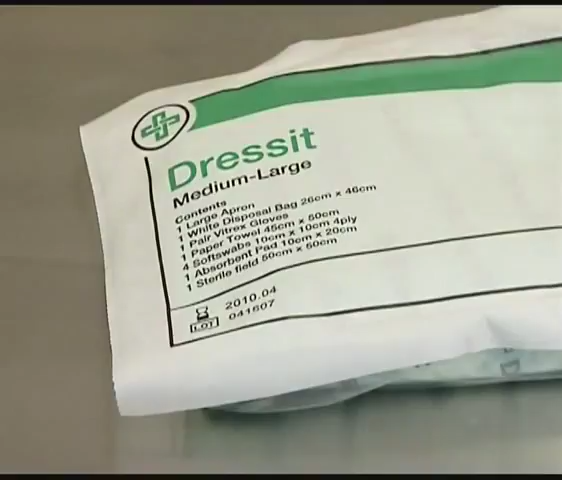 Dressit
Medium-Large
Contents
1 Large Apron
1 White Disposal Bag 26cm x 46cm
1 Pair Vitrex Gloves
1 Paper Towel 45cm x 50cm
4 Softswabs 10cm x 10cm 4ply
1 Absorbent Pad 10cm x 20cm
1 Sterile field 50cm x 50cm
2010.04
LOT 041607